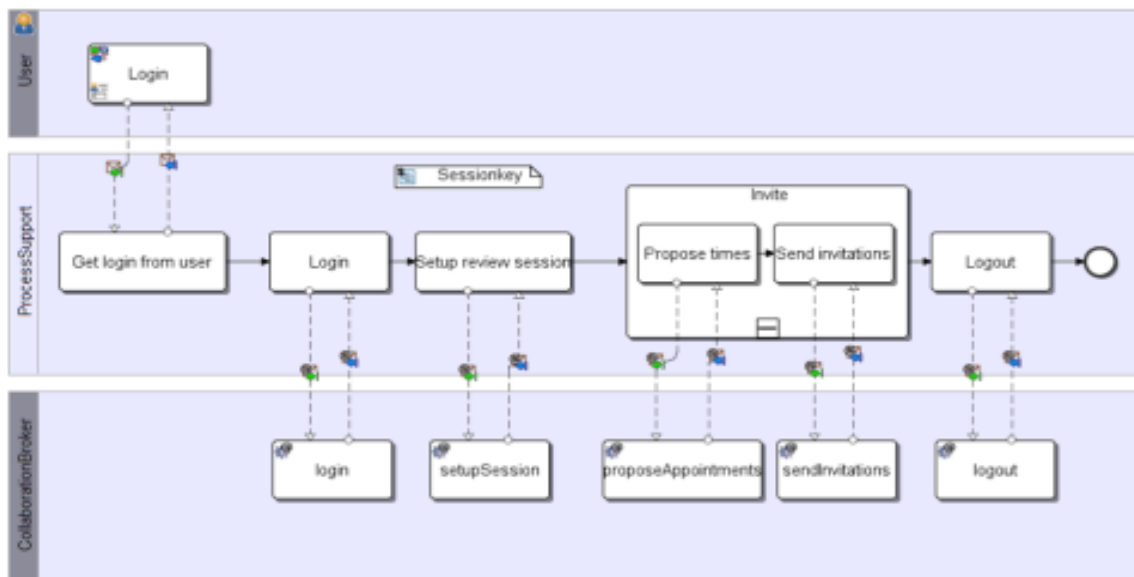 User
Login
ProcessSupport
Sessionkey
Invite
Get login from user
Login
Setup review session
Propose times
Send invitations
Logout
CollaborationBroker
login
setupSession
proposeAppointments
sendInvitations
logout